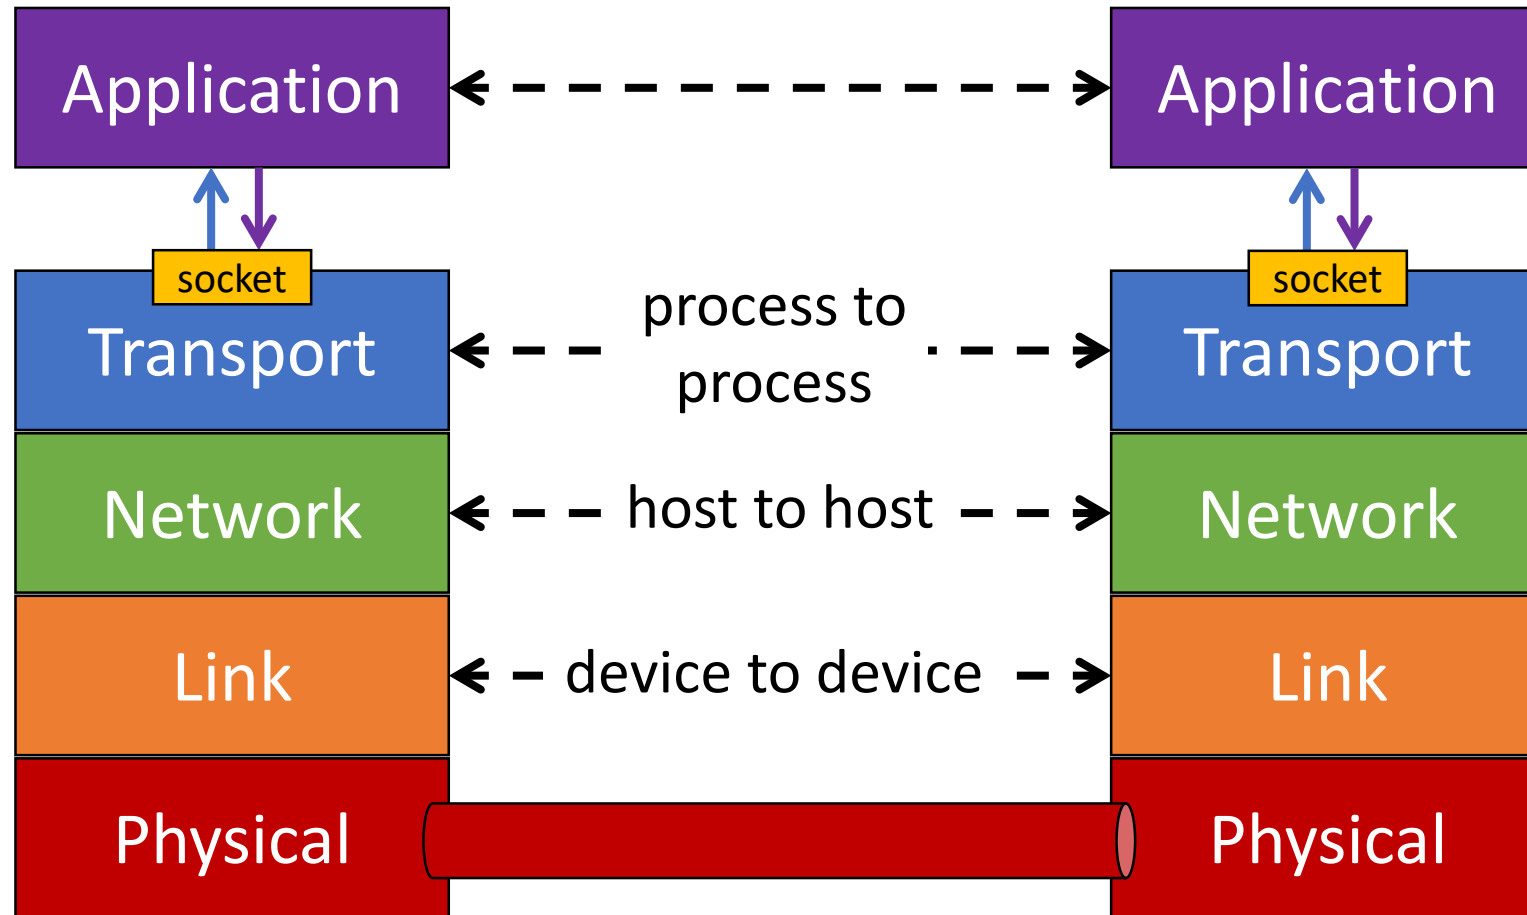 Application
Application
socket
socket
process to
process
Transport
Transport
Network
host to host
Network
Link
device to device
Link
Physical
Physical